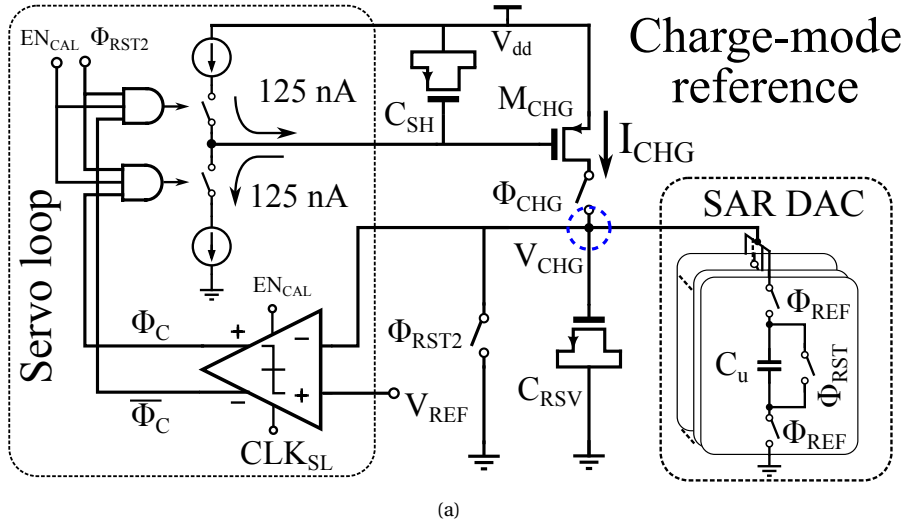 EN_CAL Φ_RST2
V_dd
Charge-mode
reference
125 nA
C_SH
M_CHG
I_CHG
125 nA
Φ_CHG
SAR DAC
Servo loop
V_CHG
EN_CAL
Φ_C
+
−
Φ_RST2
Φ_REF
C_u
Φ_RST
C_RSV
Φ_C̅
−
+
V_REF
Φ_REF
CLK_SL
(a)